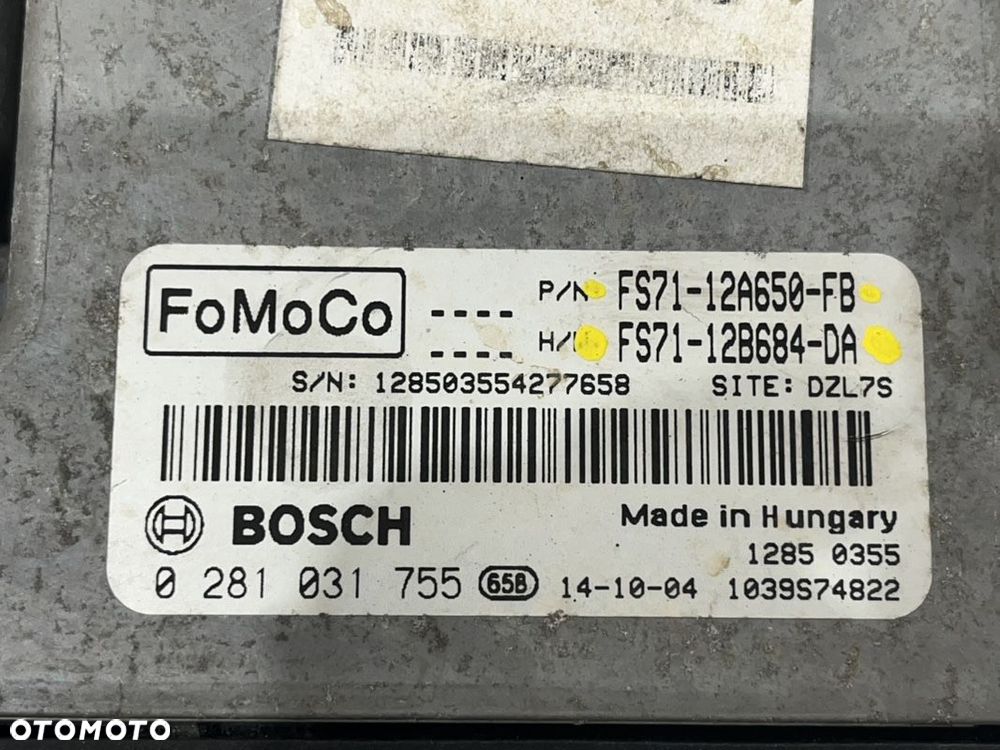 FoMoCo
---- P/N FS71-12A650-FB
---- H/ FS71-12B684-DA
S/N: 128503554277658 SITE: DZL7S
BOSCH
Made in Hungary
1285 0355
0 281 031 755 65B 14-10-04 1039S74822
OTOMOTO